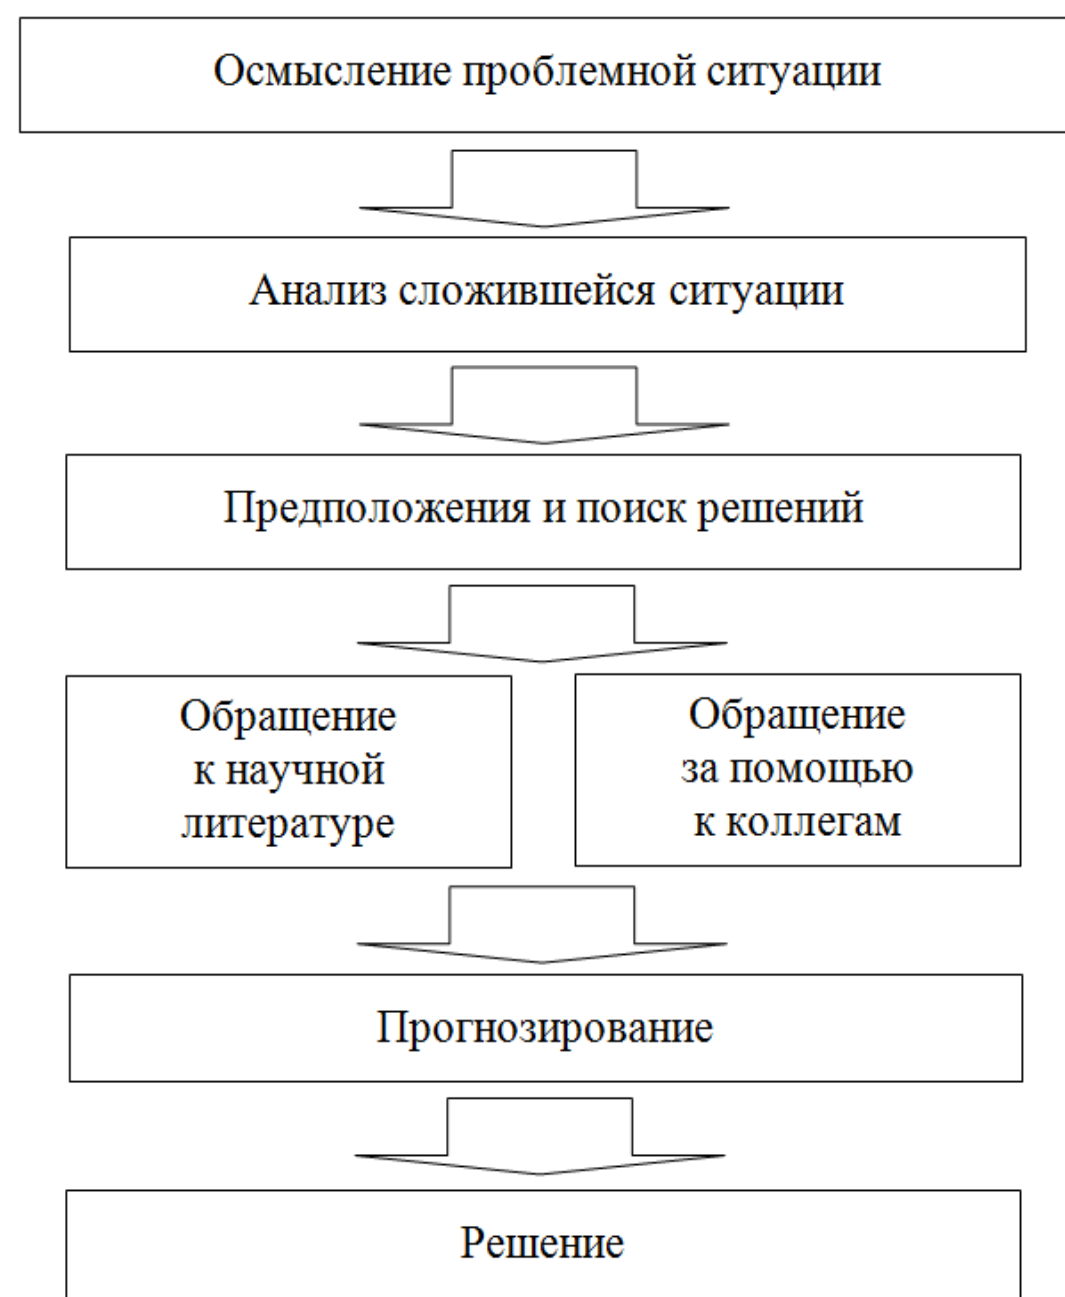 Осмысление проблемной ситуации
Анализ сложившейся ситуации
Предположения и поиск решений
Обращение
к научной
литературе
Обращение
за помощью
к коллегам
Прогнозирование
Решение